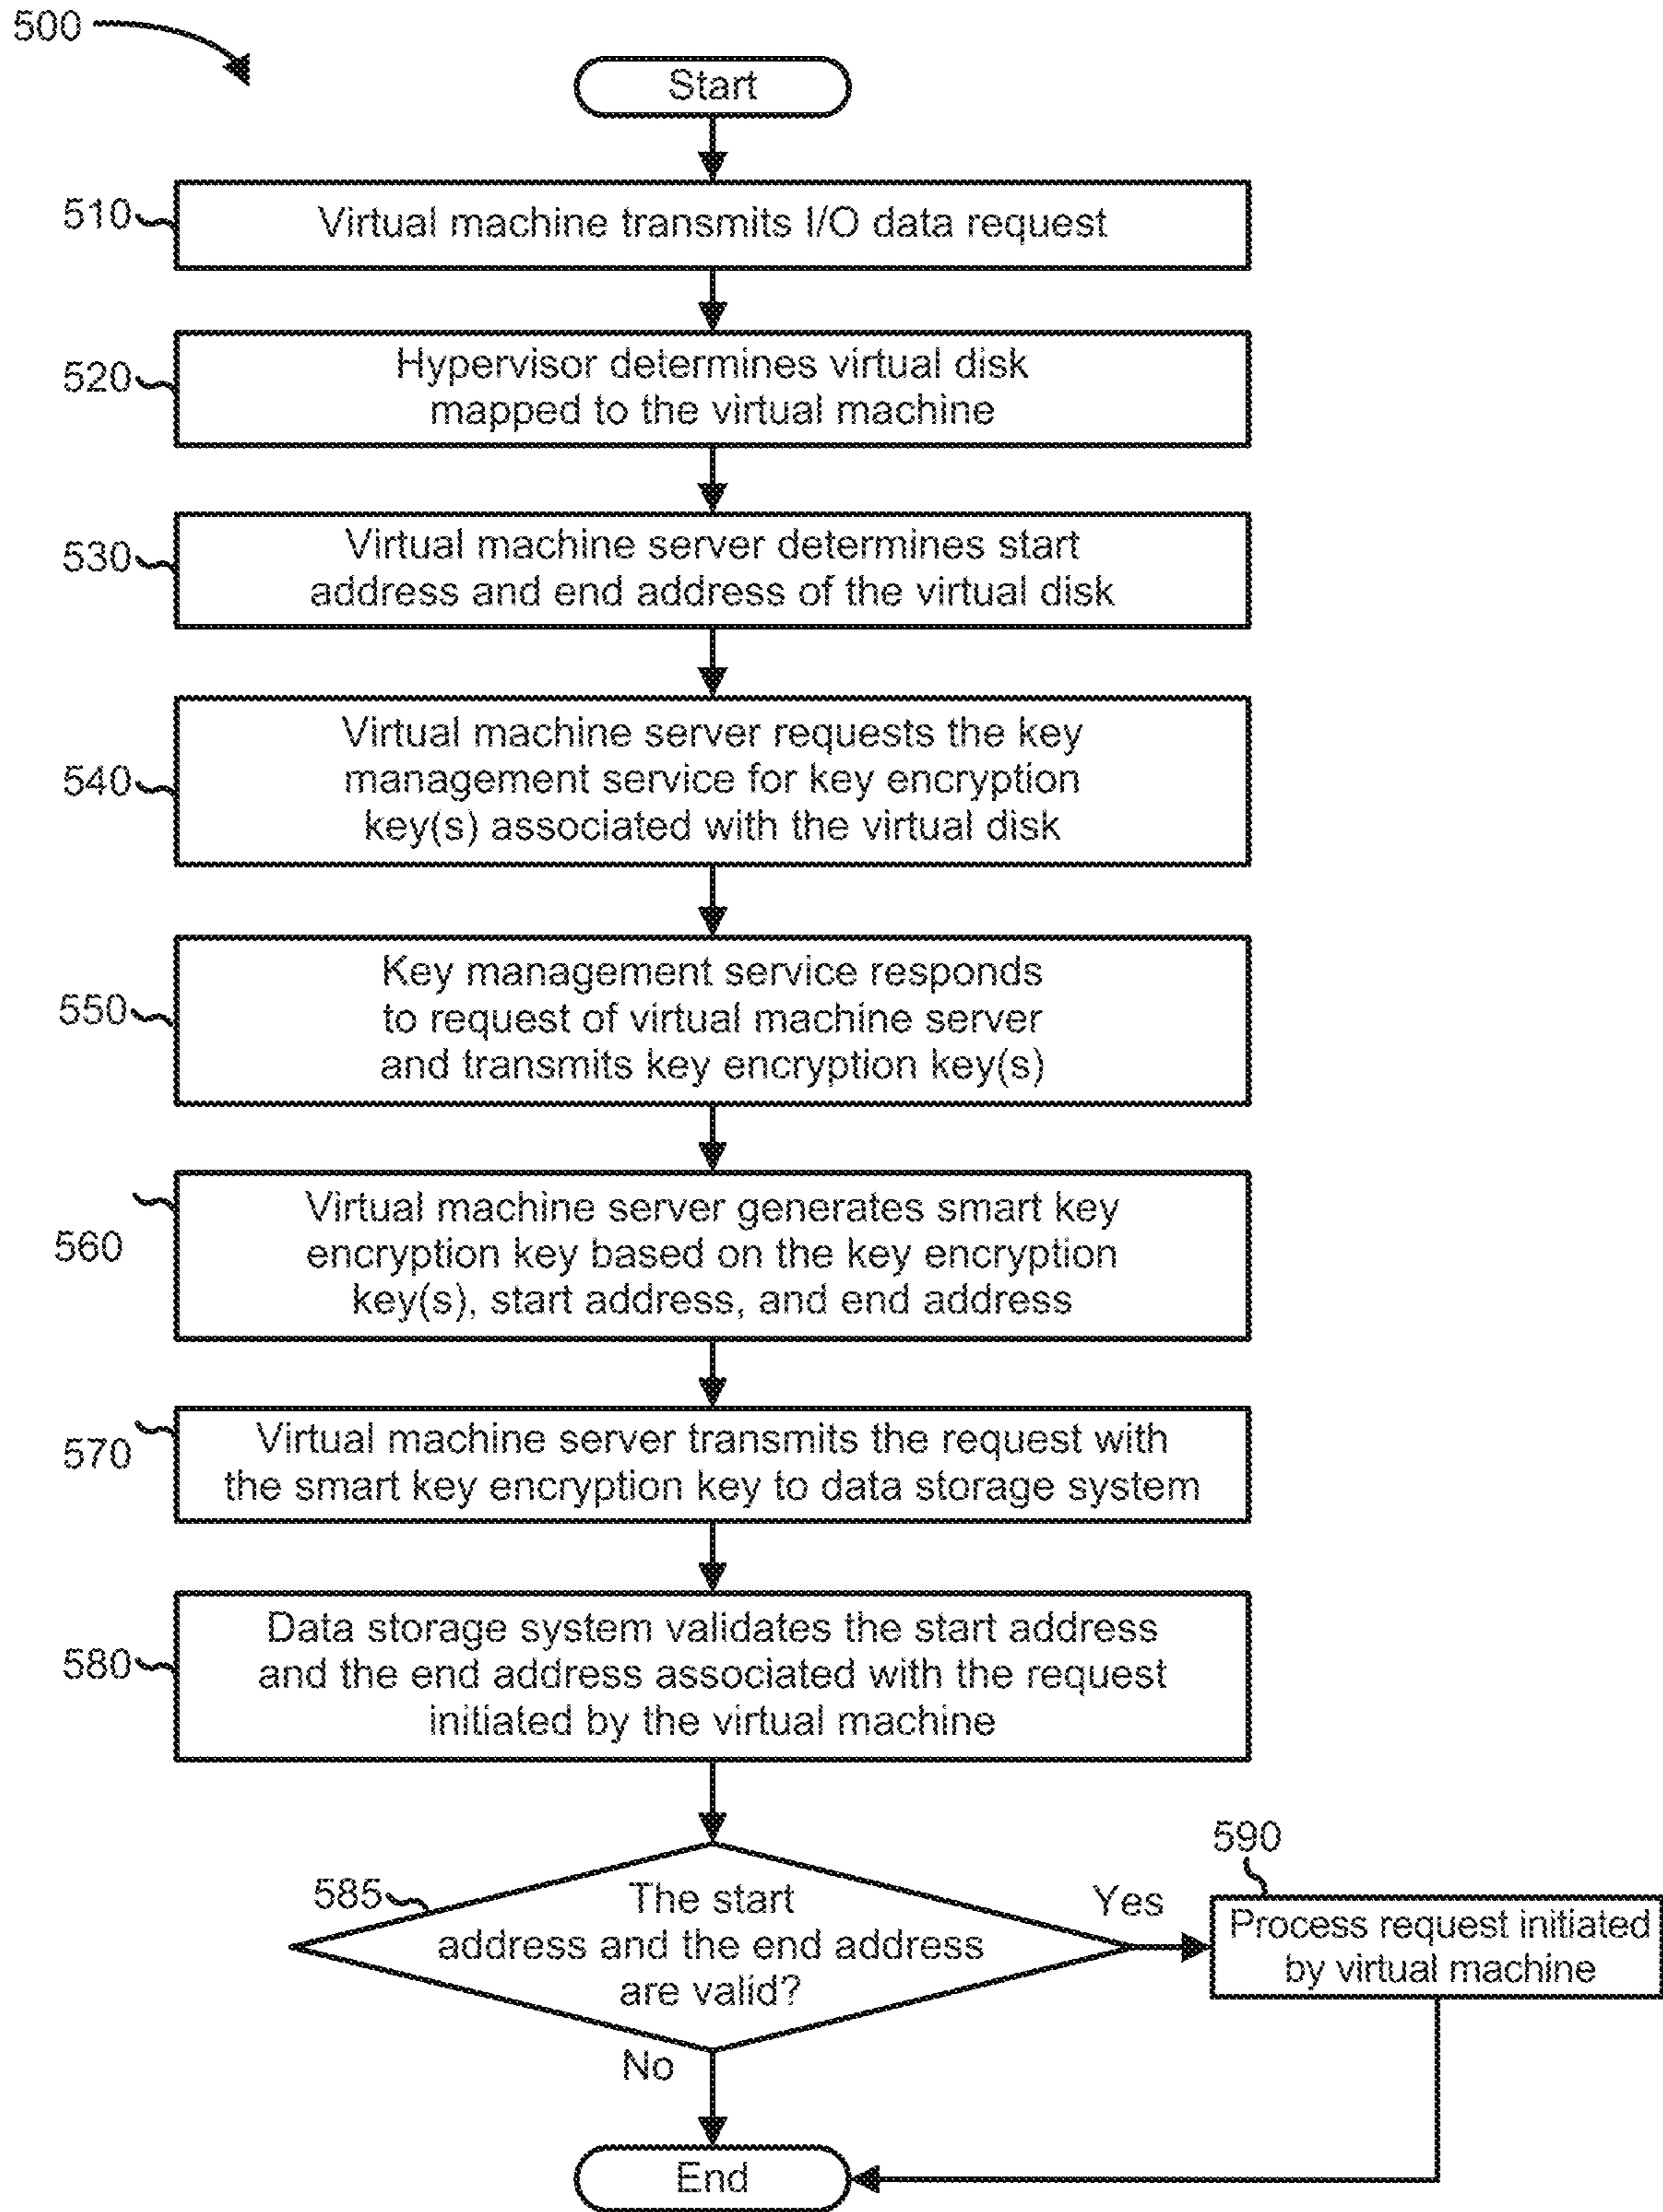 500
Start
510
Virtual machine transmits I/O data request
520
Hypervisor determines virtual disk
mapped to the virtual machine
530
Virtual machine server determines start
address and end address of the virtual disk
540
Virtual machine server requests the key
management service for key encryption
key(s) associated with the virtual disk
550
Key management service responds
to request of virtual machine server
and transmits key encryption key(s)
560
Virtual machine server generates smart key
encryption key based on the key encryption
key(s), start address, and end address
570
Virtual machine server transmits the request with
the smart key encryption key to data storage system
580
Data storage system validates the start address
and the end address associated with the request
initiated by the virtual machine
585
The start
address and the end address
are valid?
Yes
590
Process request initiated
by virtual machine
No
End